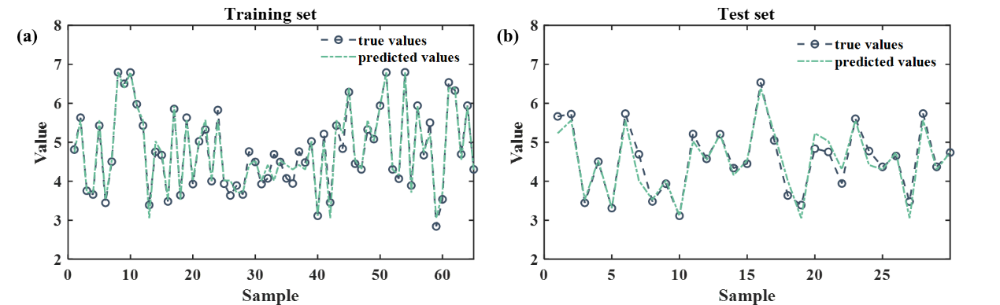 Training set
(a)
true values
predicted values
Value
8
7
6
5
4
3
2
0
10
20
30
40
50
60
Sample
Test set
(b)
true values
predicted values
Value
8
7
6
5
4
3
2
0
5
10
15
20
25
Sample